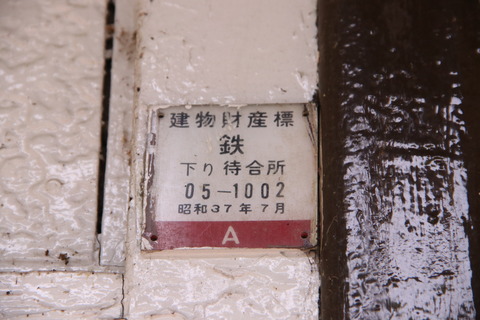 建物財産標
鉄
下り 待合所
05-1002
昭和37年7月
A